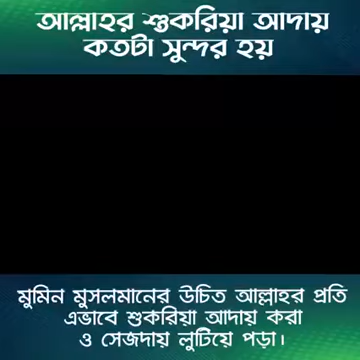 আল্লাহর শুকরিয়া আদায়
কতটা সুন্দর হয়
মুমিন মুসলমানের উচিত আল্লাহর প্রতি
এভাবে শুকরিয়া আদায় করা
ও সেজদায় লুটিয়ে পড়া।